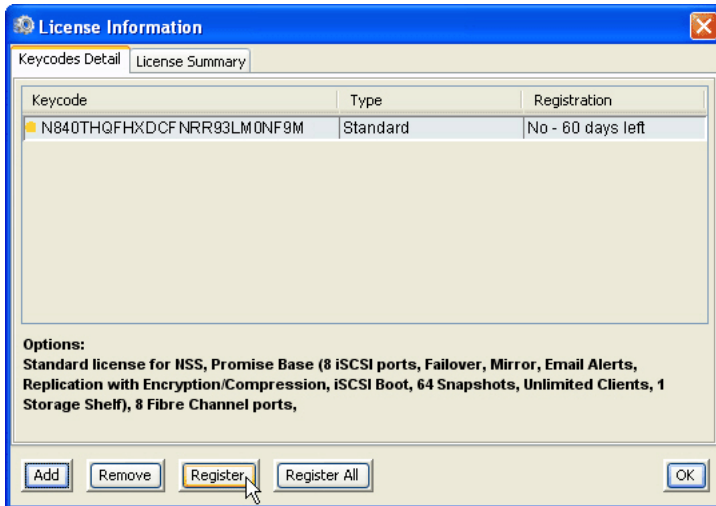 License Information
Keycodes Detail License Summary
Keycode Type Registration
N840THQFHXDCFNRR93LM0NF9M Standard No - 60 days left
Options:
Standard license for NSS, Promise Base (8 iSCSI ports, Failover, Mirror, Email Alerts,
Replication with Encryption/Compression, iSCSI Boot, 64 Snapshots, Unlimited Clients, 1
Storage Shelf), 8 Fibre Channel ports,
Add Remove Register Register All OK